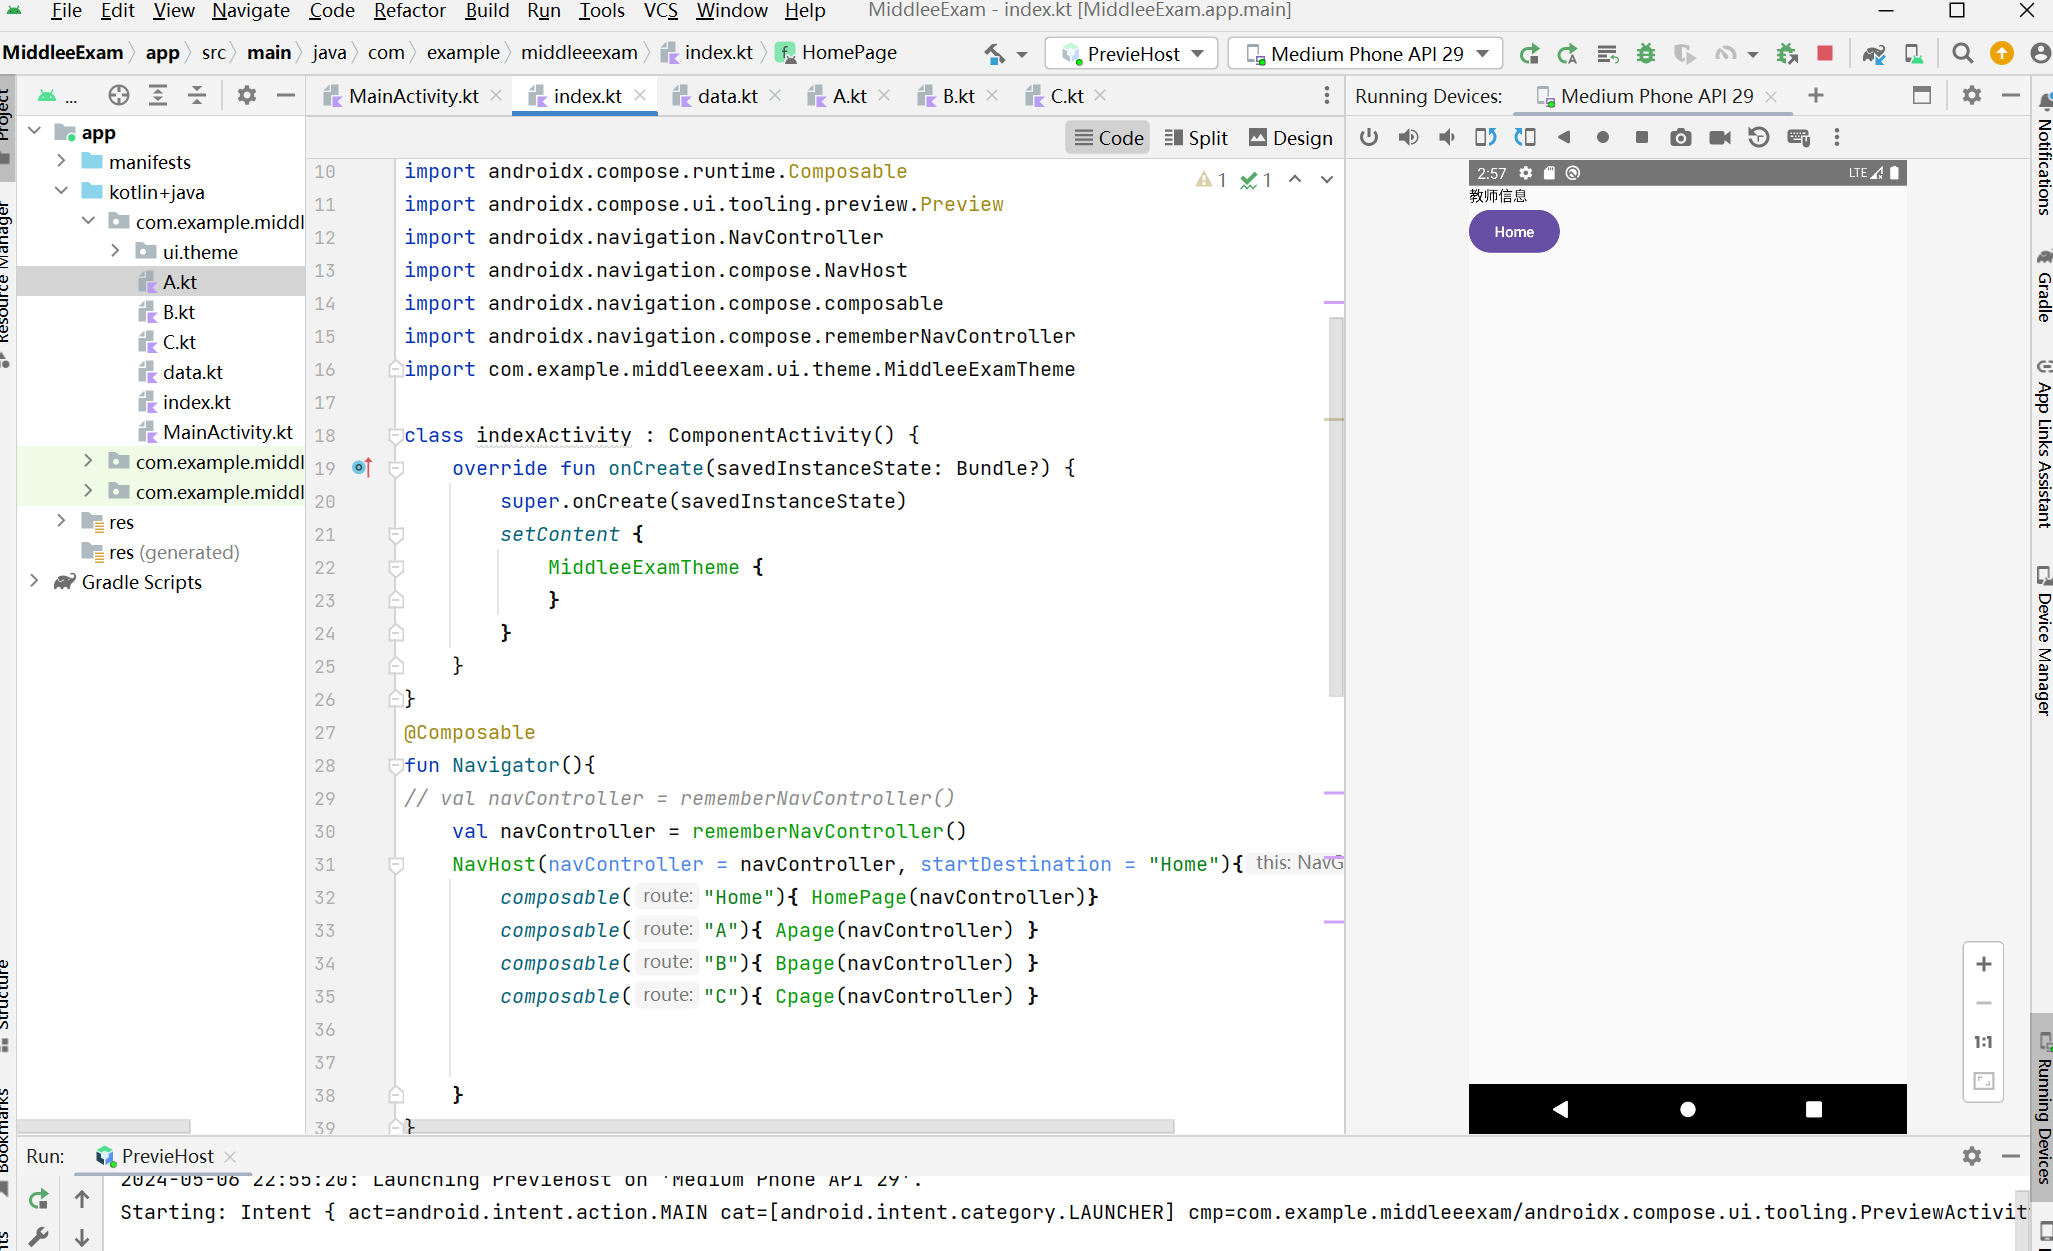 File Edit View Navigate Code Refactor Build Run Tools VCS Window Help MiddleeExam - index.kt [MiddleeExam.app.main]
MiddleeExam app src main java com example middleeexam index.kt HomePage PrevieHost Medium Phone API 29
... MainActivity.kt index.kt data.kt A.kt B.kt C.kt Running Devices: Medium Phone API 29
Code Split Design
Project
Resource Manager
Structure
Bookmarks
app
manifests
kotlin+java
com.example.middl
ui.theme
A.kt
B.kt
C.kt
data.kt
index.kt
MainActivity.kt
com.example.middl
com.example.middl
res
res (generated)
Gradle Scripts
1 1
10 import androidx.compose.runtime.Composable
11 import androidx.compose.ui.tooling.preview.Preview
12 import androidx.navigation.NavController
13 import androidx.navigation.compose.NavHost
14 import androidx.navigation.compose.composable
15 import androidx.navigation.compose.rememberNavController
16 import com.example.middleeexam.ui.theme.MiddleeExamTheme
17
18 class indexActivity : ComponentActivity() {
19 override fun onCreate(savedInstanceState: Bundle?) {
20 super.onCreate(savedInstanceState)
21 setContent {
22 MiddleeExamTheme {
23 }
24 }
25 }
26 }
27 @Composable
28 fun Navigator(){
29 // val navController = rememberNavController()
30 val navController = rememberNavController()
31 NavHost(navController = navController, startDestination = "Home"){ this: NavG
32 composable( route: "Home"){ HomePage(navController)}
33 composable( route: "A"){ Apage(navController) }
34 composable( route: "B"){ Bpage(navController) }
35 composable( route: "C"){ Cpage(navController) }
36
37
38 }
39 }
2:57 LTE
教师信息
Home
1:1
Notifications
Gradle
App Links Assistant
Device Manager
Running Devices
Run: PrevieHost
2024-05-06 22:55:20: Launching PrevieHost on 'Medium Phone API 29'.
Starting: Intent { act=android.intent.action.MAIN cat=[android.intent.category.LAUNCHER] cmp=com.example.middleeexam/androidx.compose.ui.tooling.PreviewActivit